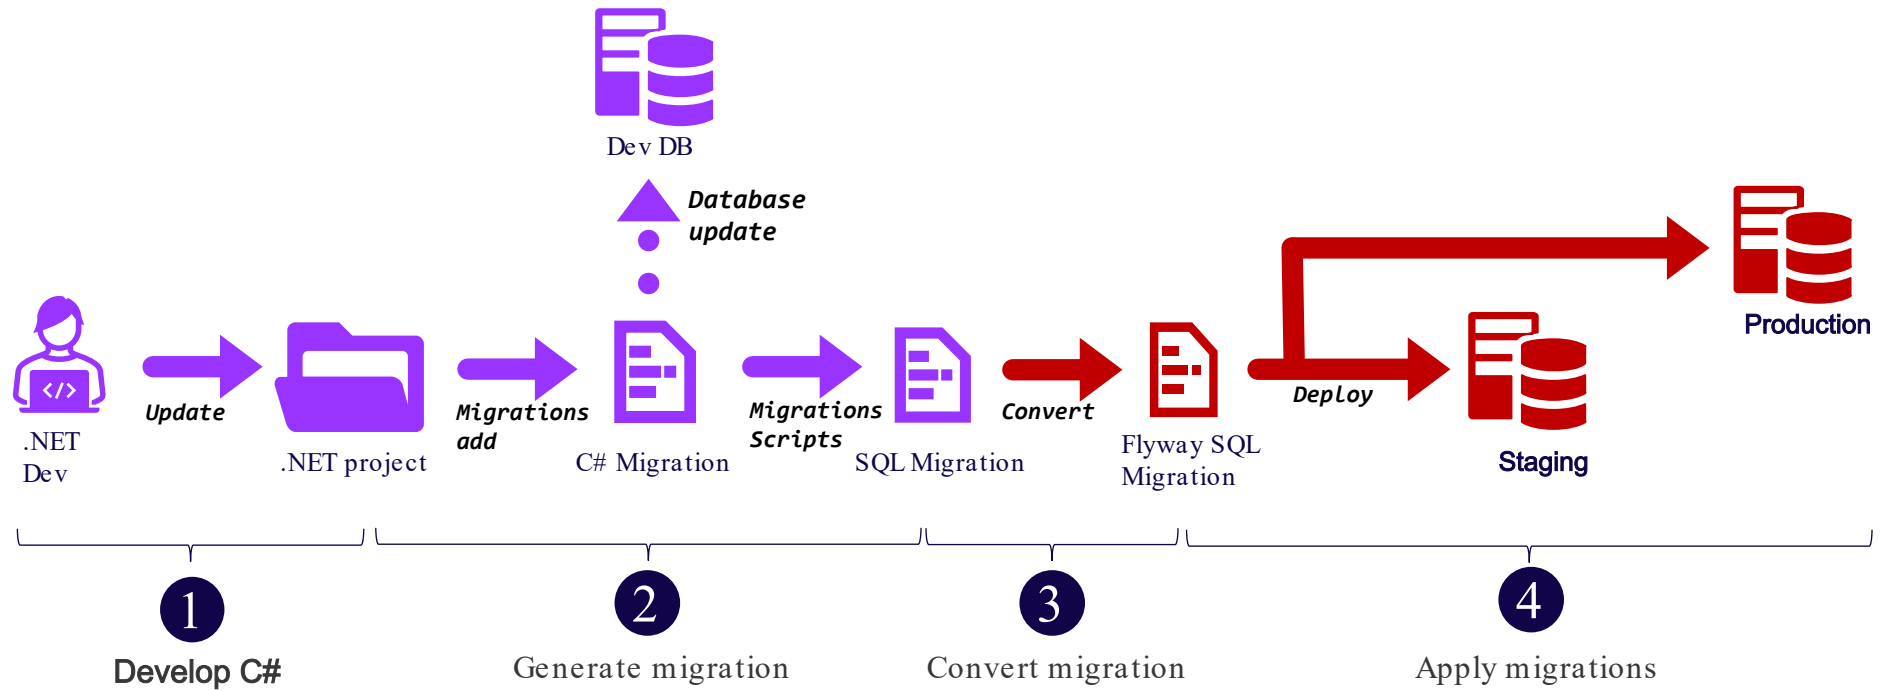 Dev DB
Database
update
Production
</>
Update
Migrations
add
Migrations
Scripts
Convert
Deploy
.NET
Dev
.NET project
C# Migration
SQL Migration
Flyway SQL
Migration
Staging
1
2
3
4
Develop C#
Generate migration
Convert migration
Apply migrations